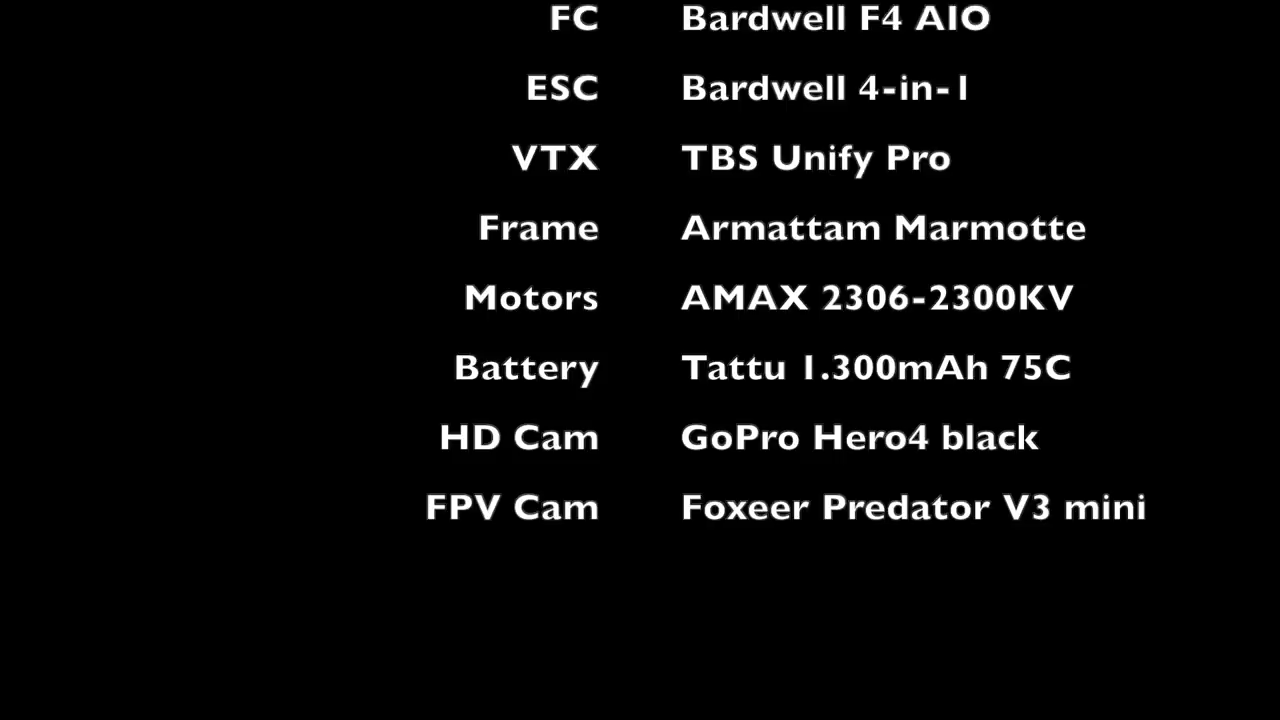 FC Bardwell F4 AIO
ESC Bardwell 4-in-1
VTX TBS Unify Pro
Frame Armattam Marmotte
Motors AMAX 2306-2300KV
Battery Tattu 1.300mAh 75C
HD Cam GoPro Hero4 black
FPV Cam Foxeer Predator V3 mini